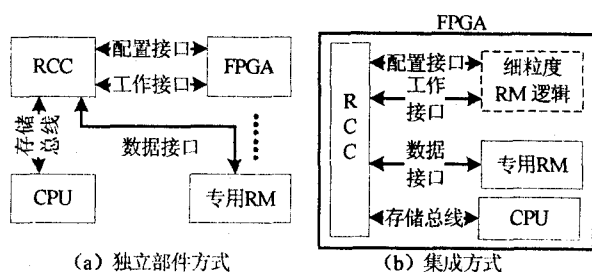 RCC
配置接口
工作接口
FPGA
存储
总线
数据接口
CPU
专用RM
(a) 独立部件方式
FPGA
RCC
配置接口
工作
接口
细粒度
RM 逻辑
数据
接口
专用RM
存储总线
CPU
(b) 集成方式